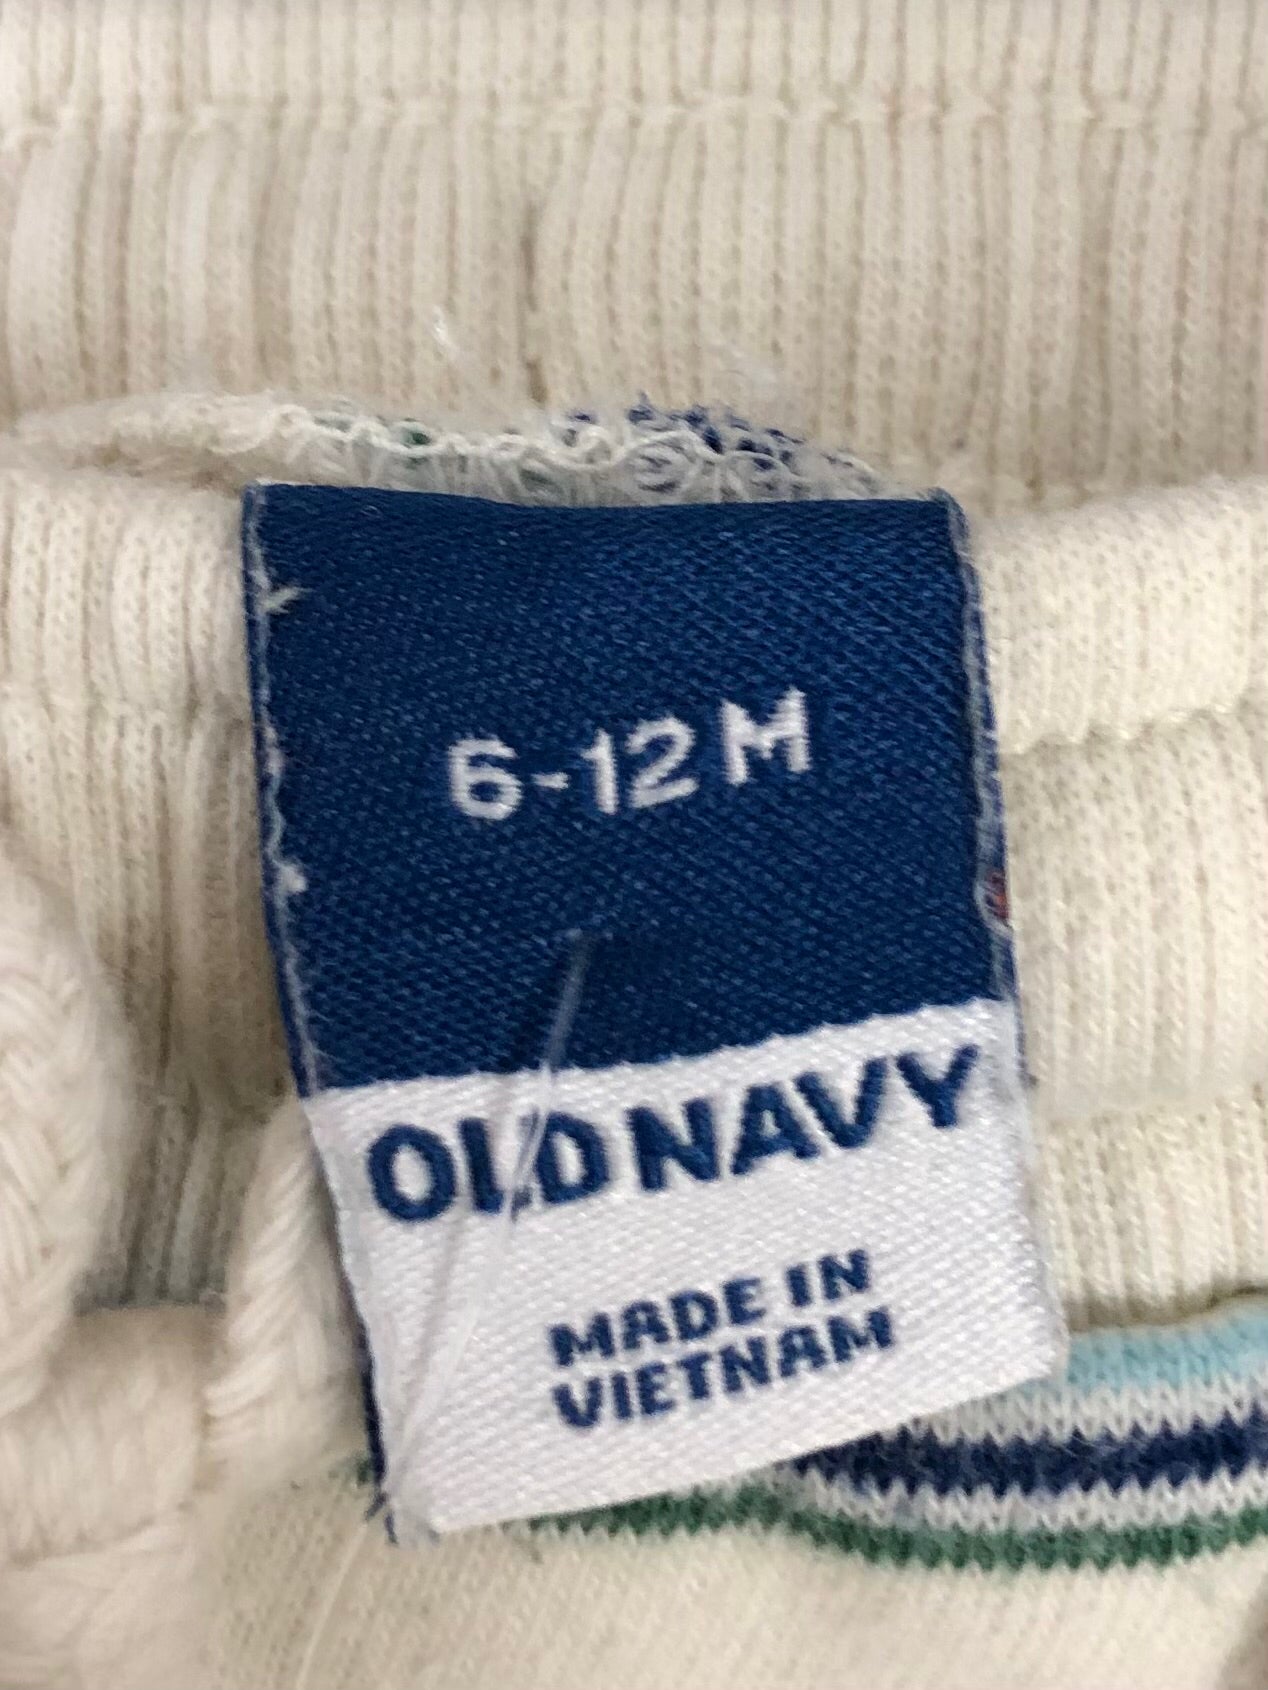 6-12 M
OLD NAVY
MADE IN
VIETNAM